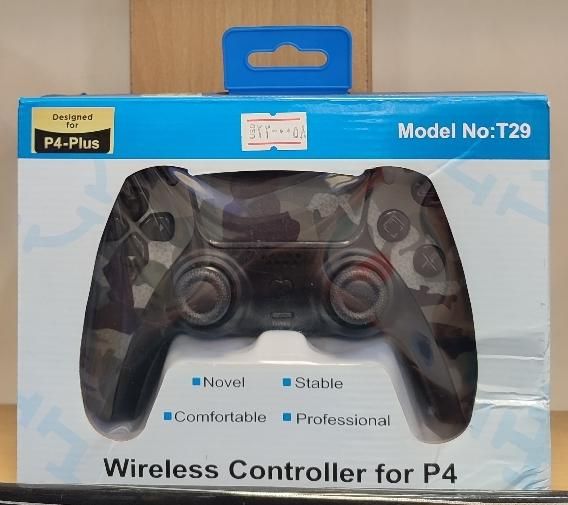 Designed
for
P4-Plus
Model No:T29
Novel
Stable
Comfortable
Professional
Wireless Controller for P4